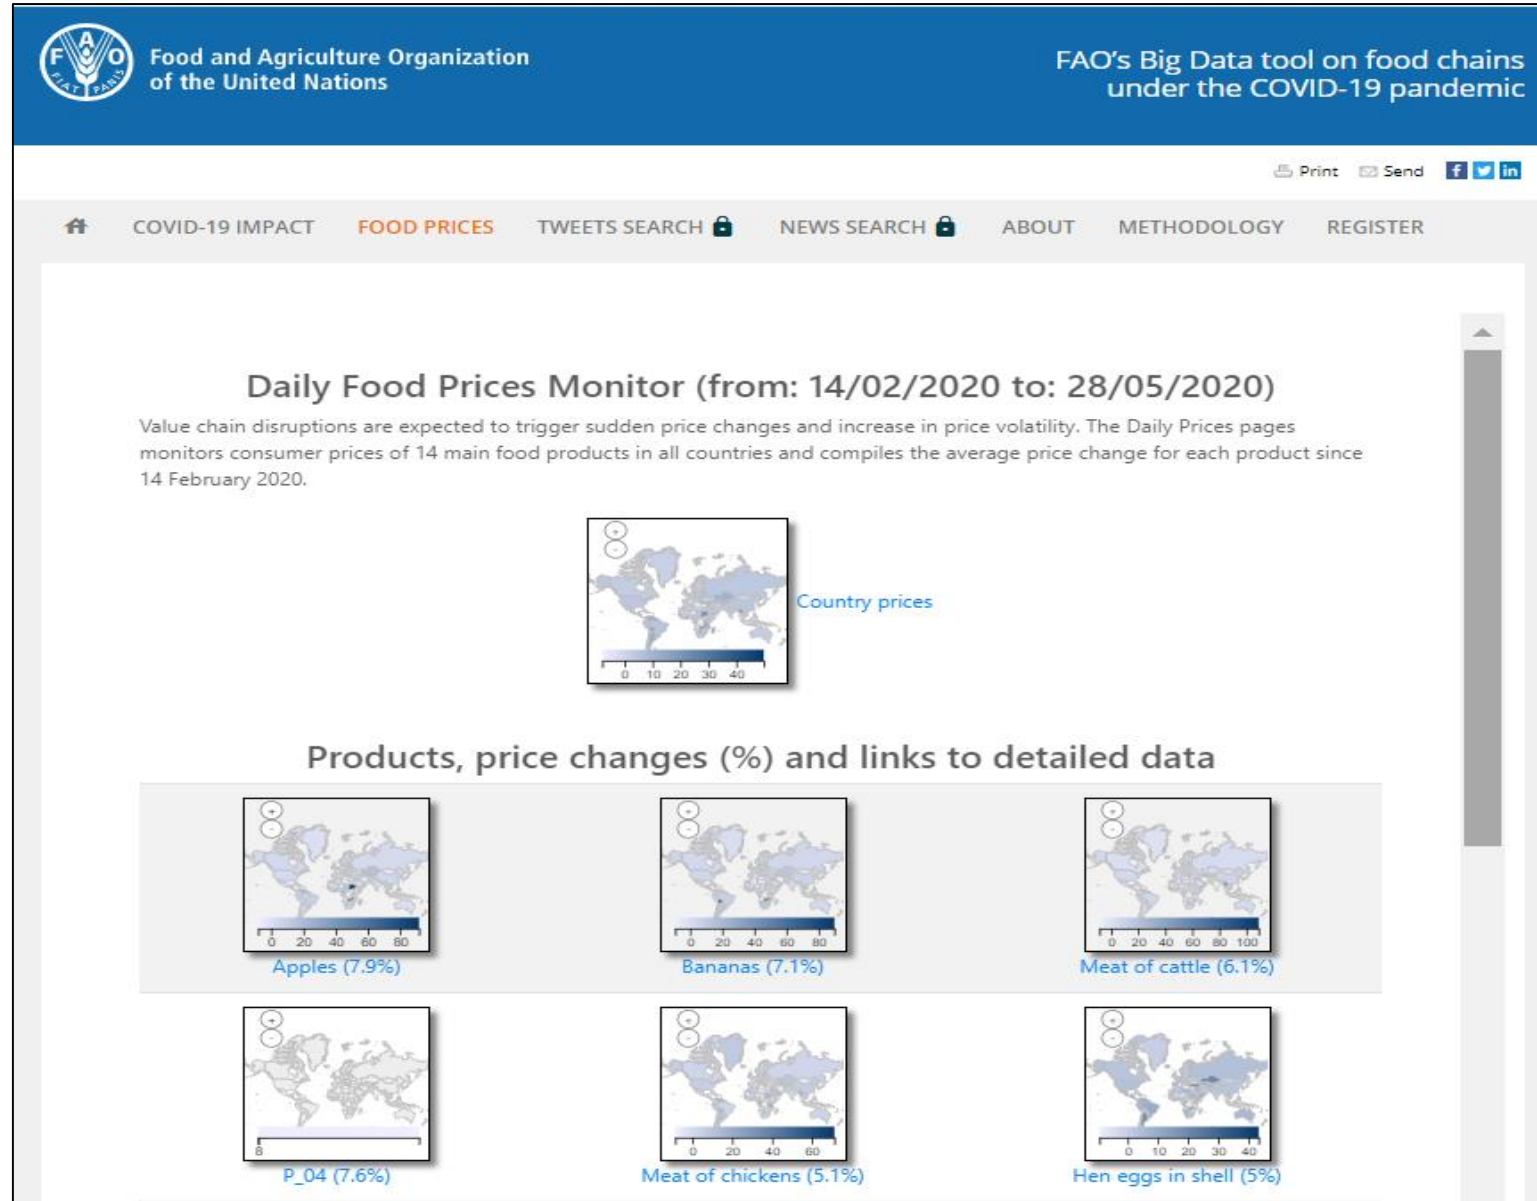 FAO
FIAT PANIS
Food and Agriculture Organization
of the United Nations
FAO's Big Data tool on food chains
under the COVID-19 pandemic
Print Send f in
COVID-19 IMPACT FOOD PRICES TWEETS SEARCH NEWS SEARCH ABOUT METHODOLOGY REGISTER
Daily Food Prices Monitor (from: 14/02/2020 to: 28/05/2020)
Value chain disruptions are expected to trigger sudden price changes and increase in price volatility. The Daily Prices pages
monitors consumer prices of 14 main food products in all countries and compiles the average price change for each product since
14 February 2020.
+
-
0 10 20 30 40
Country prices
Products, price changes (%) and links to detailed data
+
-
0 20 40 60 80
Apples (7.9%)
+
-
0 20 40 60 80
Bananas (7.1%)
+
-
0 20 40 60 80 100
Meat of cattle (6.1%)
+
-
8
P_04 (7.6%)
+
-
0 20 40 60
Meat of chickens (5.1%)
+
-
0 10 20 30 40
Hen eggs in shell (5%)